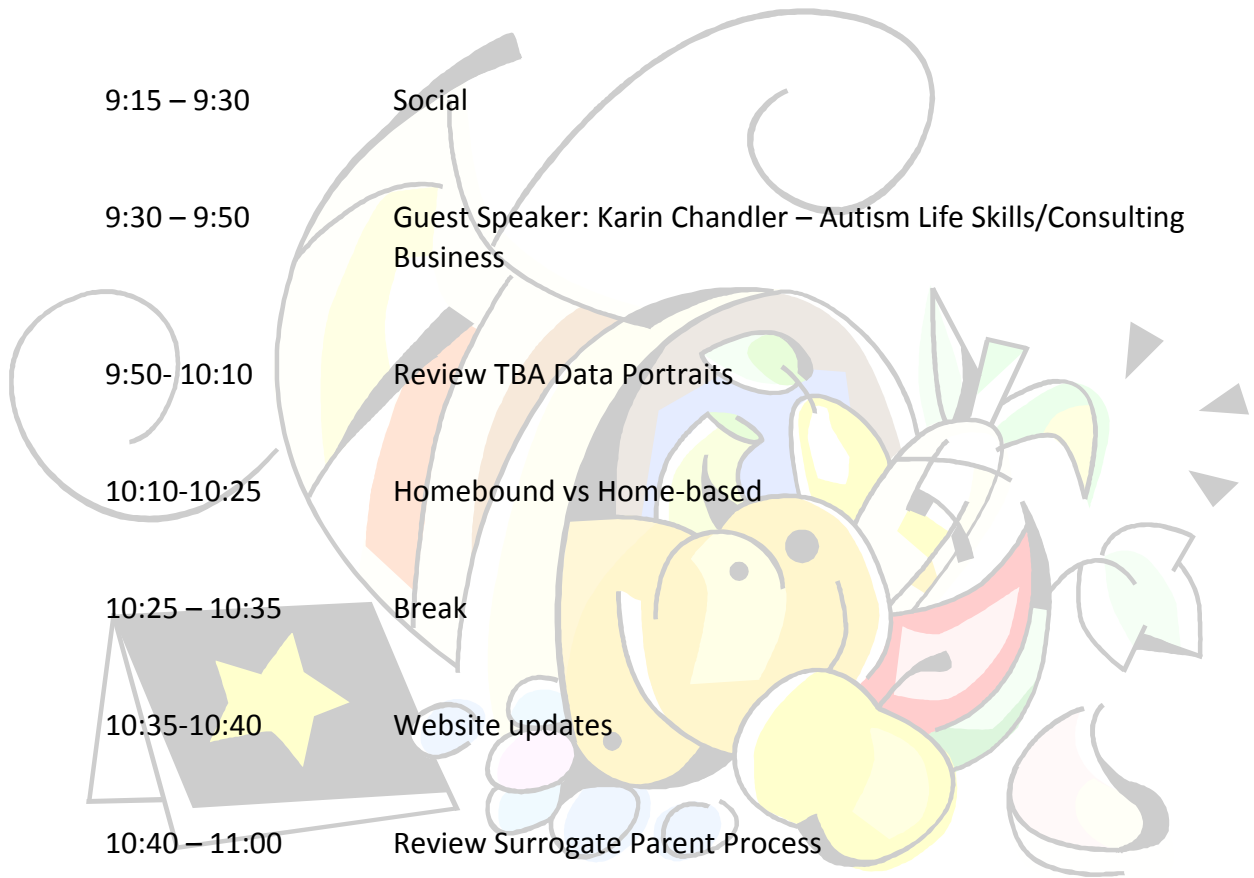 9:15 – 9:30 Social
9:30 – 9:50 Guest Speaker: Karin Chandler – Autism Life Skills/Consulting
Business
9:50- 10:10 Review TBA Data Portraits
10:10-10:25 Homebound vs Home-based
10:25 – 10:35 Break
10:35-10:40 Website updates
10:40 – 11:00 Review Surrogate Parent Process